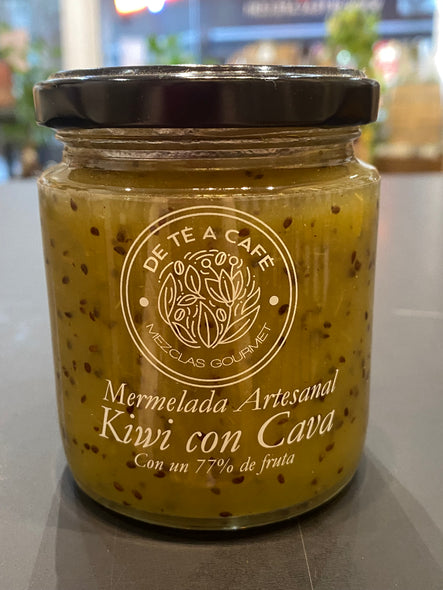 DE TÉ A CAFÉ
MEZCLAS GOURMET
Mermelada Artesanal
Kiwi con Cava
Con un 77% de fruta